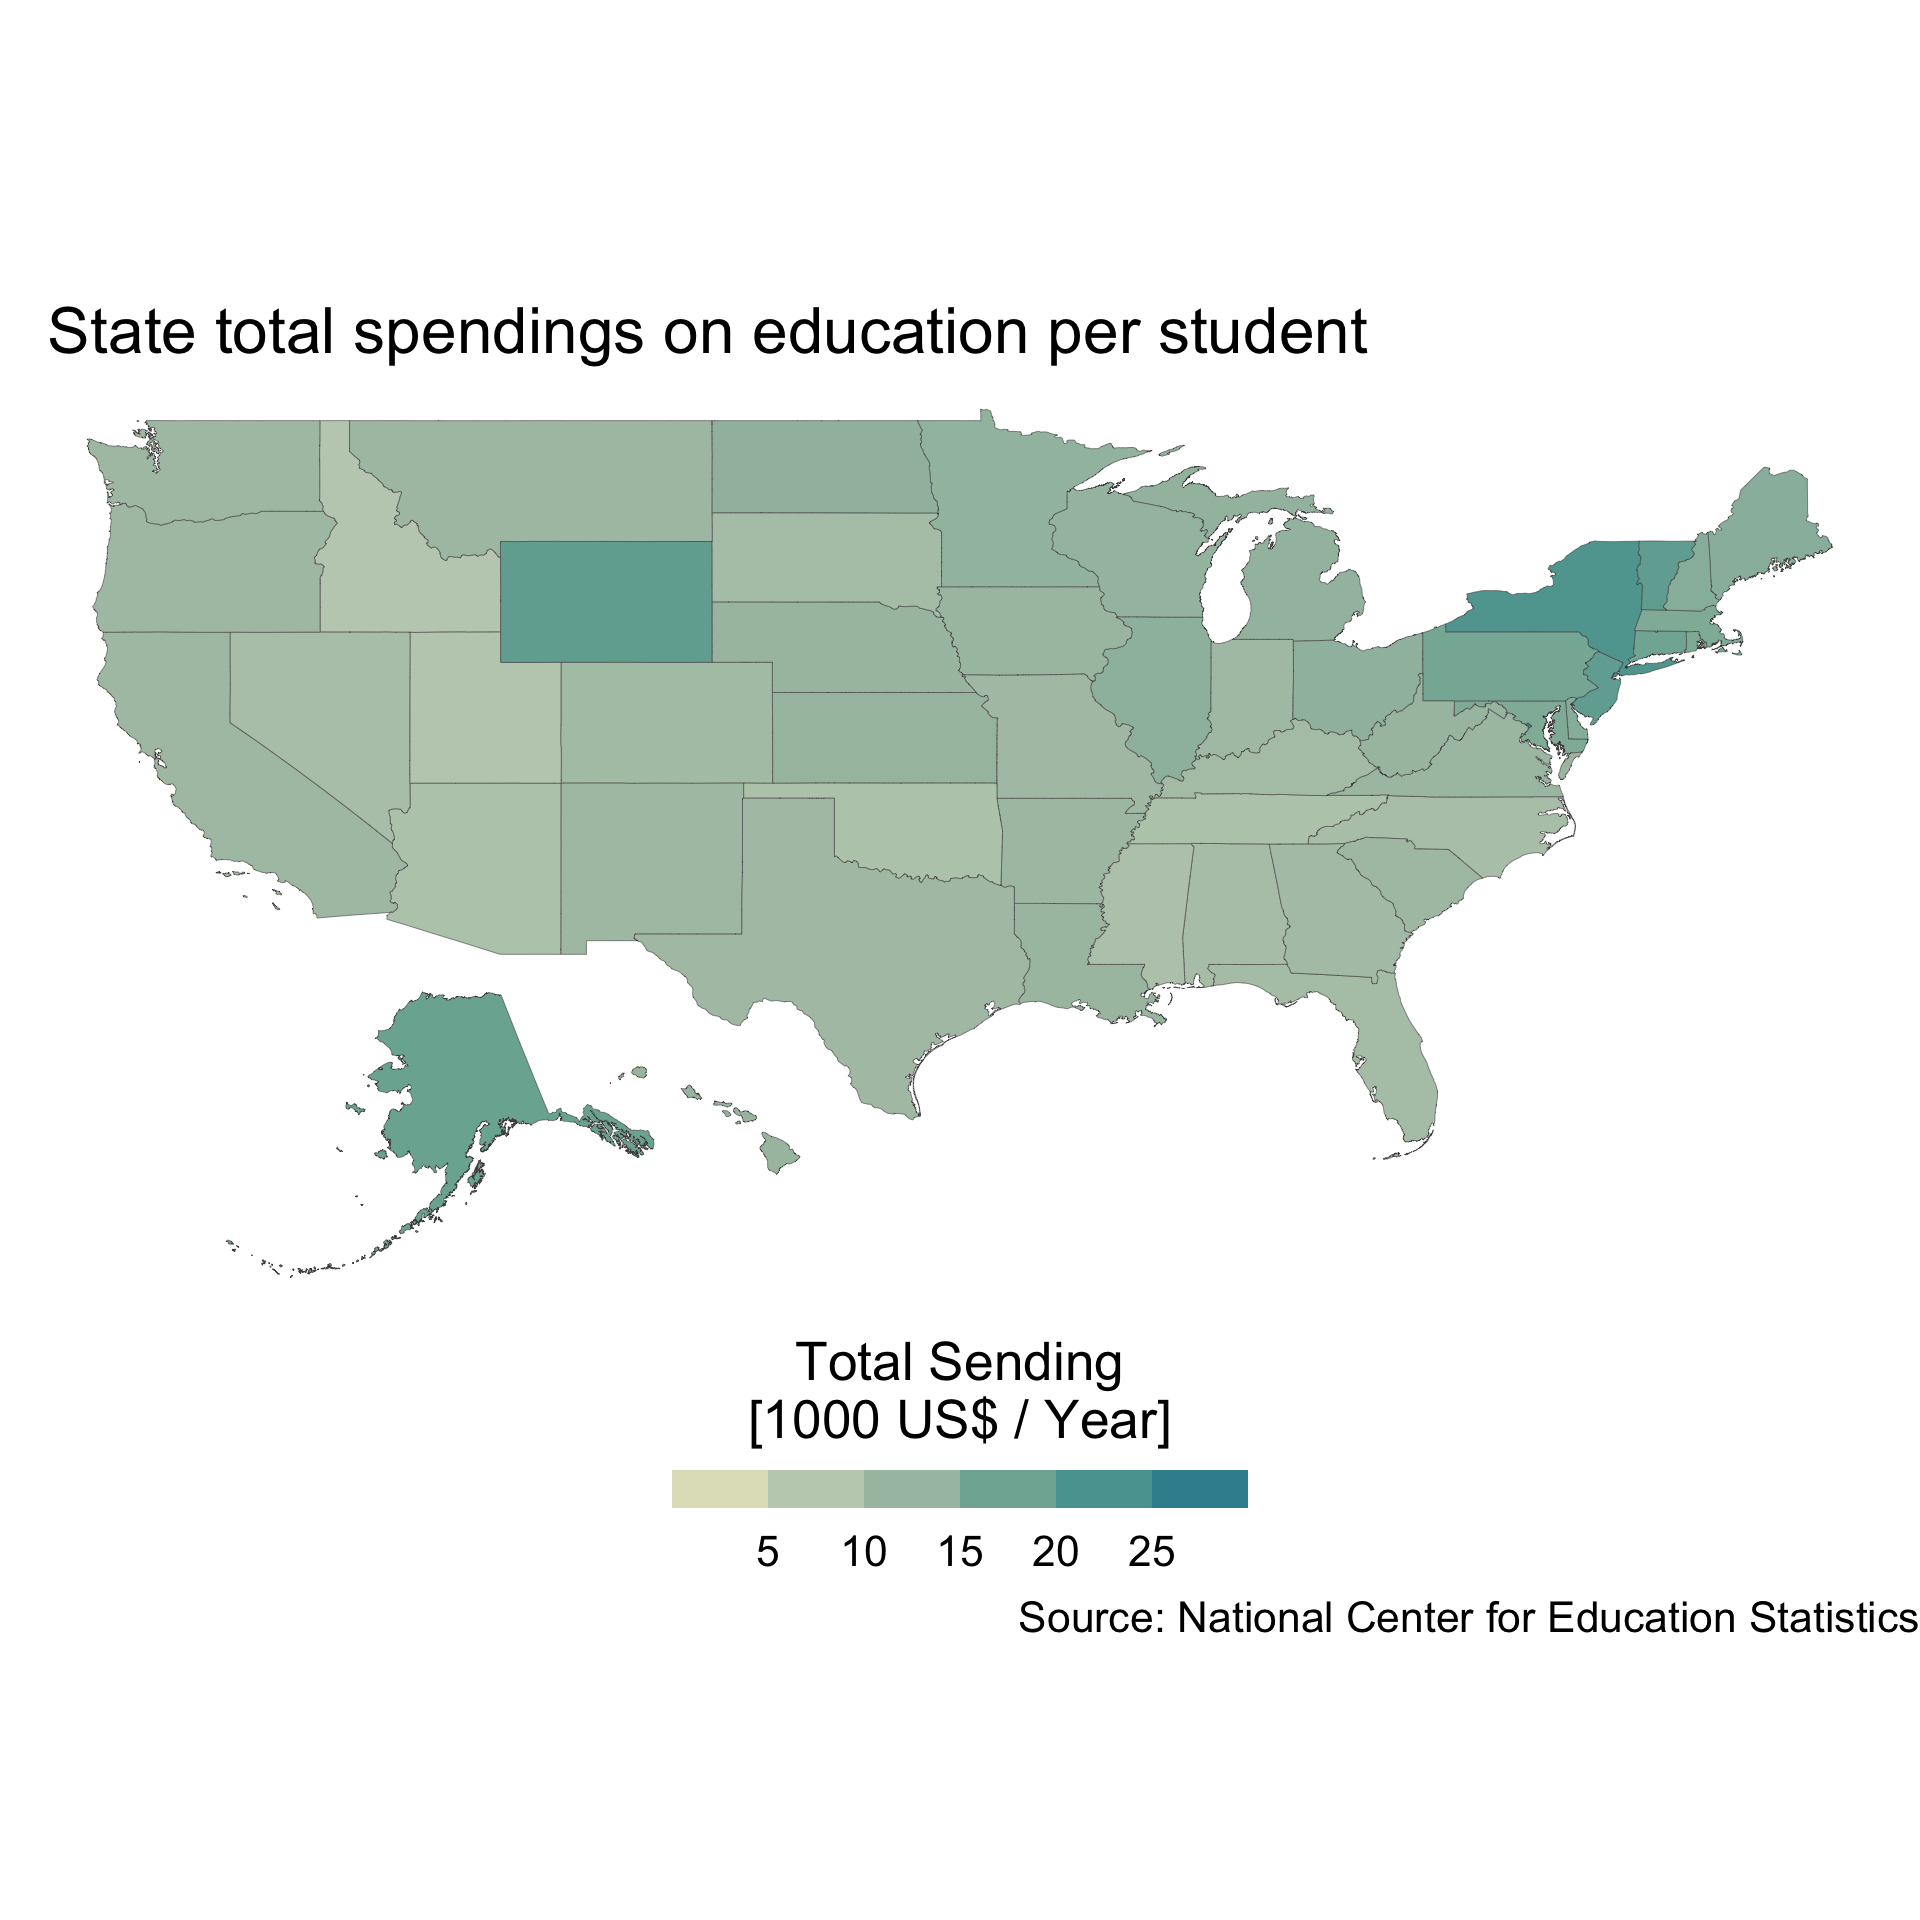 State total spendings on education per student
Total Sending
[1000 US$ / Year]
5 10 15 20 25
Source: National Center for Education Statistics